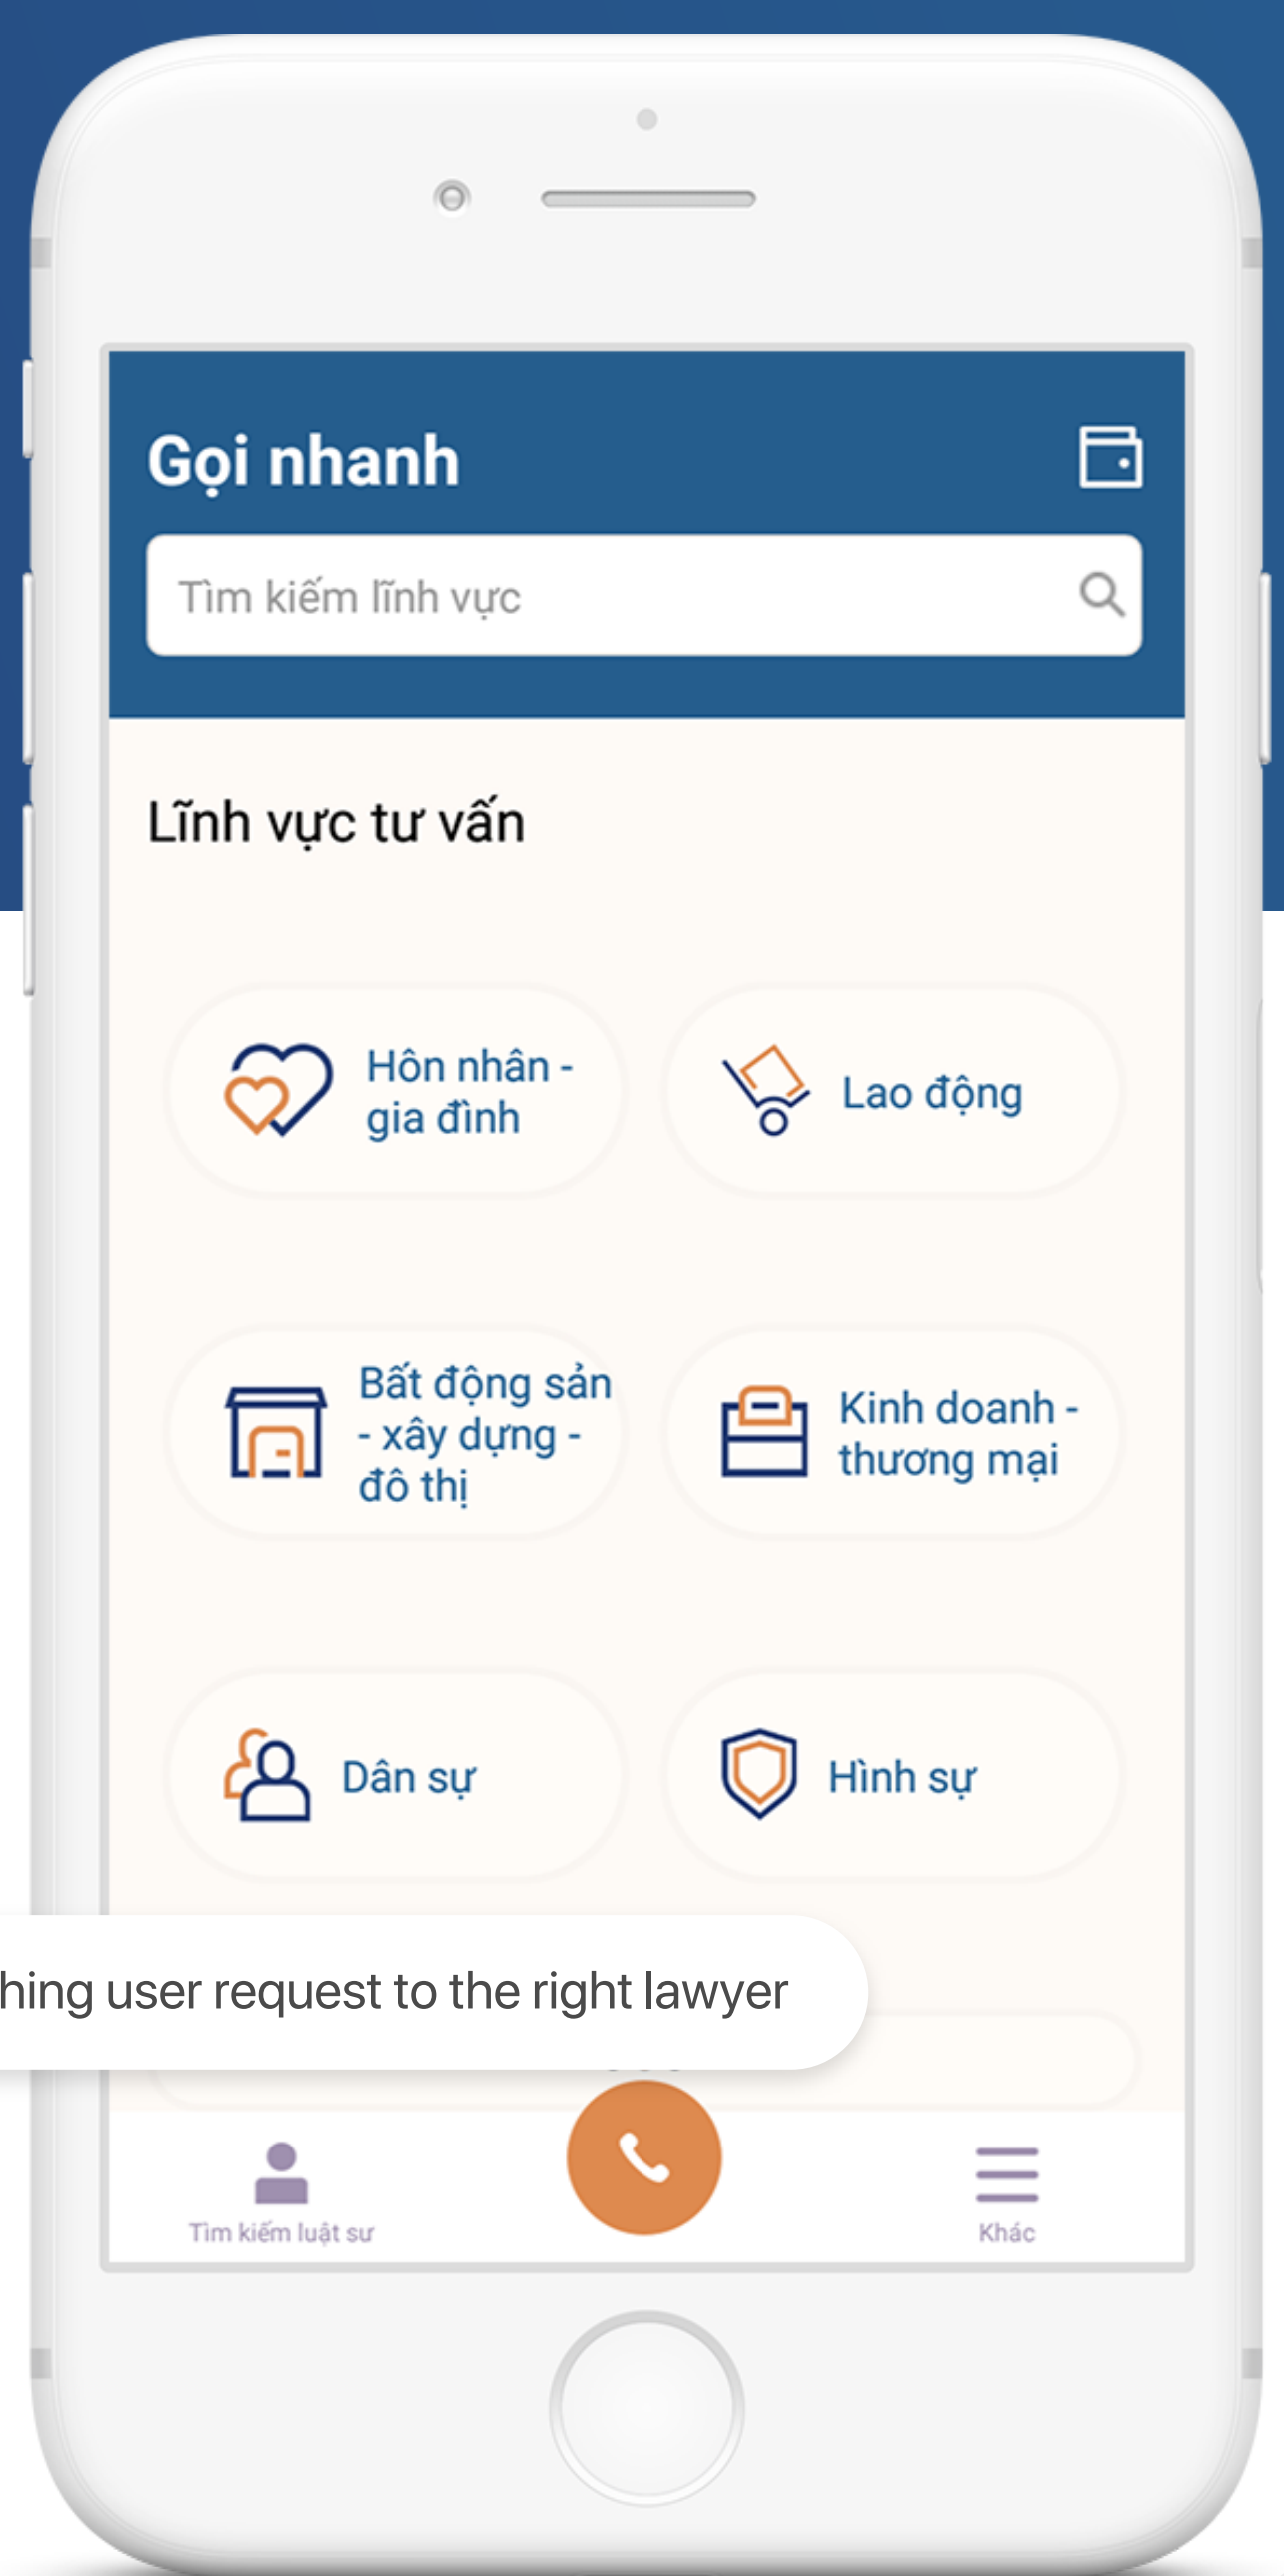 Gọi nhanh
Tìm kiếm lĩnh vực
Lĩnh vực tư vấn
Hôn nhân -
gia đình
Lao động
Bất động sản
- xây dựng -
đô thị
Kinh doanh -
thương mại
Dân sự
Hình sự
hing user request to the right lawyer
Tìm kiếm luật sư
Khác